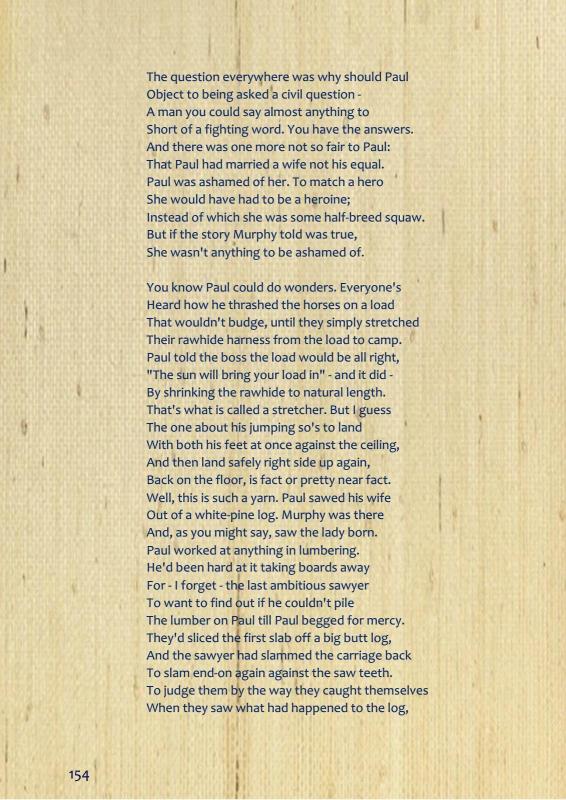 The question everywhere was why should Paul
Object to being asked a civil question -
A man you could say almost anything to
Short of a fighting word. You have the answers.
And there was one more not so fair to Paul:
That Paul had married a wife not his equal.
Paul was ashamed of her. To match a hero
She would have had to be a heroine;
Instead of which she was some half-breed squaw.
But if the story Murphy told was true,
She wasn't anything to be ashamed of.

You know Paul could do wonders. Everyone's
Heard how he thrashed the horses on a load
That wouldn't budge, until they simply stretched
Their rawhide harness from the load to camp.
Paul told the boss the load would be all right,
"The sun will bring your load in" - and it did -
By shrinking the rawhide to natural length.
That's what is called a stretcher. But I guess
The one about his jumping so's to land
With both his feet at once against the ceiling,
And then land safely right side up again,
Back on the floor, is fact or pretty near fact.
Well, this is such a yarn. Paul sawed his wife
Out of a white-pine log. Murphy was there
And, as you might say, saw the lady born.
Paul worked at anything in lumbering.
He'd been hard at it taking boards away
For - I forget - the last ambitious sawyer
To want to find out if he couldn't pile
The lumber on Paul till Paul begged for mercy.
They'd sliced the first slab off a big butt log,
And the sawyer had slammed the carriage back
To slam end-on again against the saw teeth.
To judge them by the way they caught themselves
When they saw what had happened to the log,
154